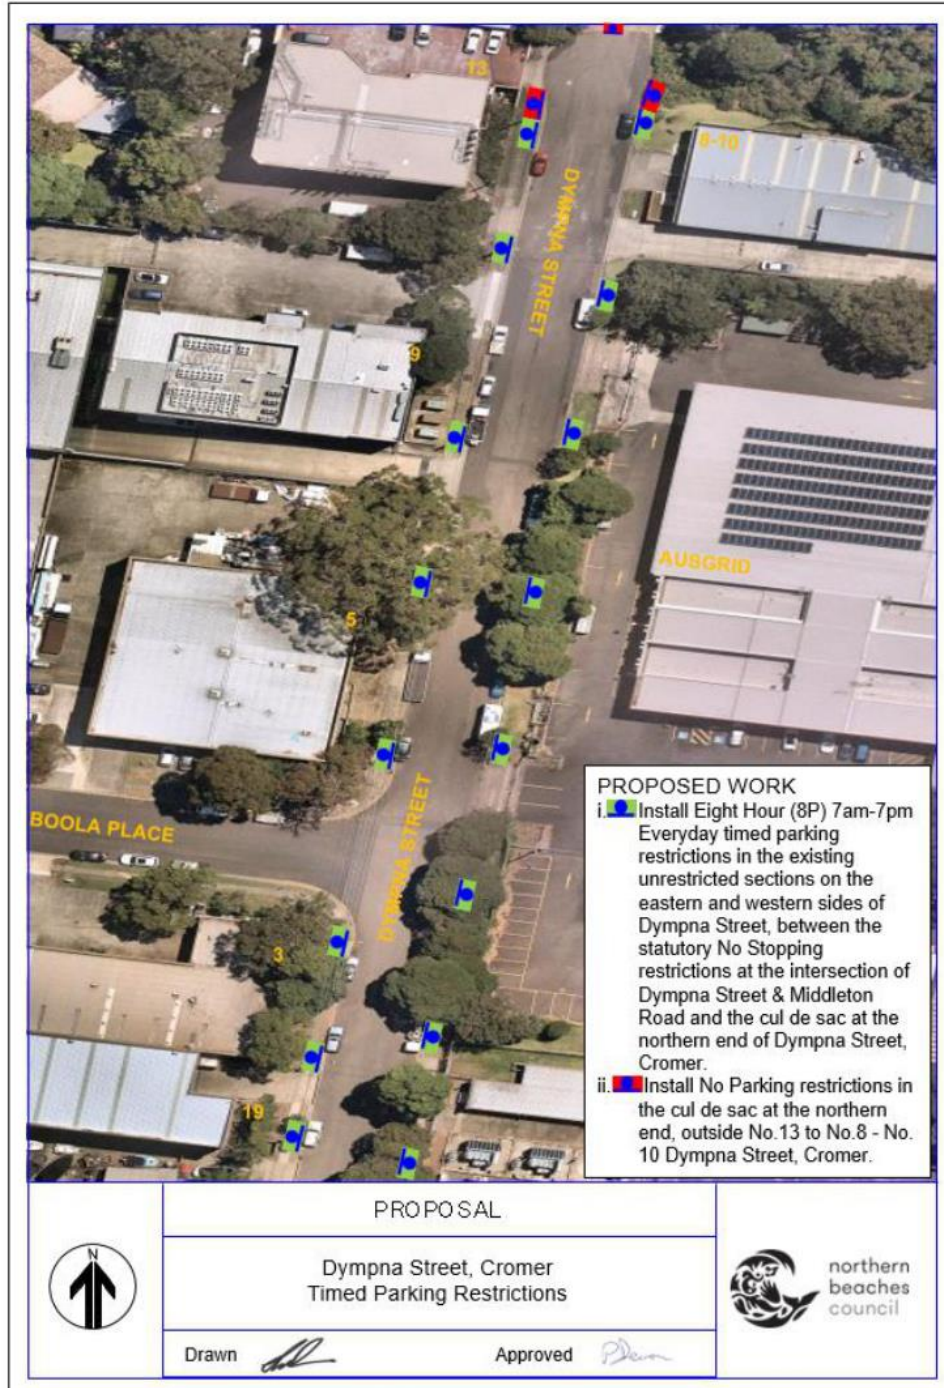 13
8-10
DYMPNA STREET
9
AUSGRID
5
BOOLA PLACE
DYMPNA STREET
3
19
PROPOSED WORK
i. Install Eight Hour (8P) 7am-7pm
Everyday timed parking
restrictions in the existing
unrestricted sections on the
eastern and western sides of
Dympna Street, between the
statutory No Stopping
restrictions at the intersection of
Dympna Street & Middleton
Road and the cul de sac at the
northern end of Dympna Street,
Cromer.
ii. Install No Parking restrictions in
the cul de sac at the northern
end, outside No.13 to No.8 - No.
10 Dympna Street, Cromer.
PROPOSAL
N
Dympna Street, Cromer
Timed Parking Restrictions
northern
beaches
council
Drawn
Approved